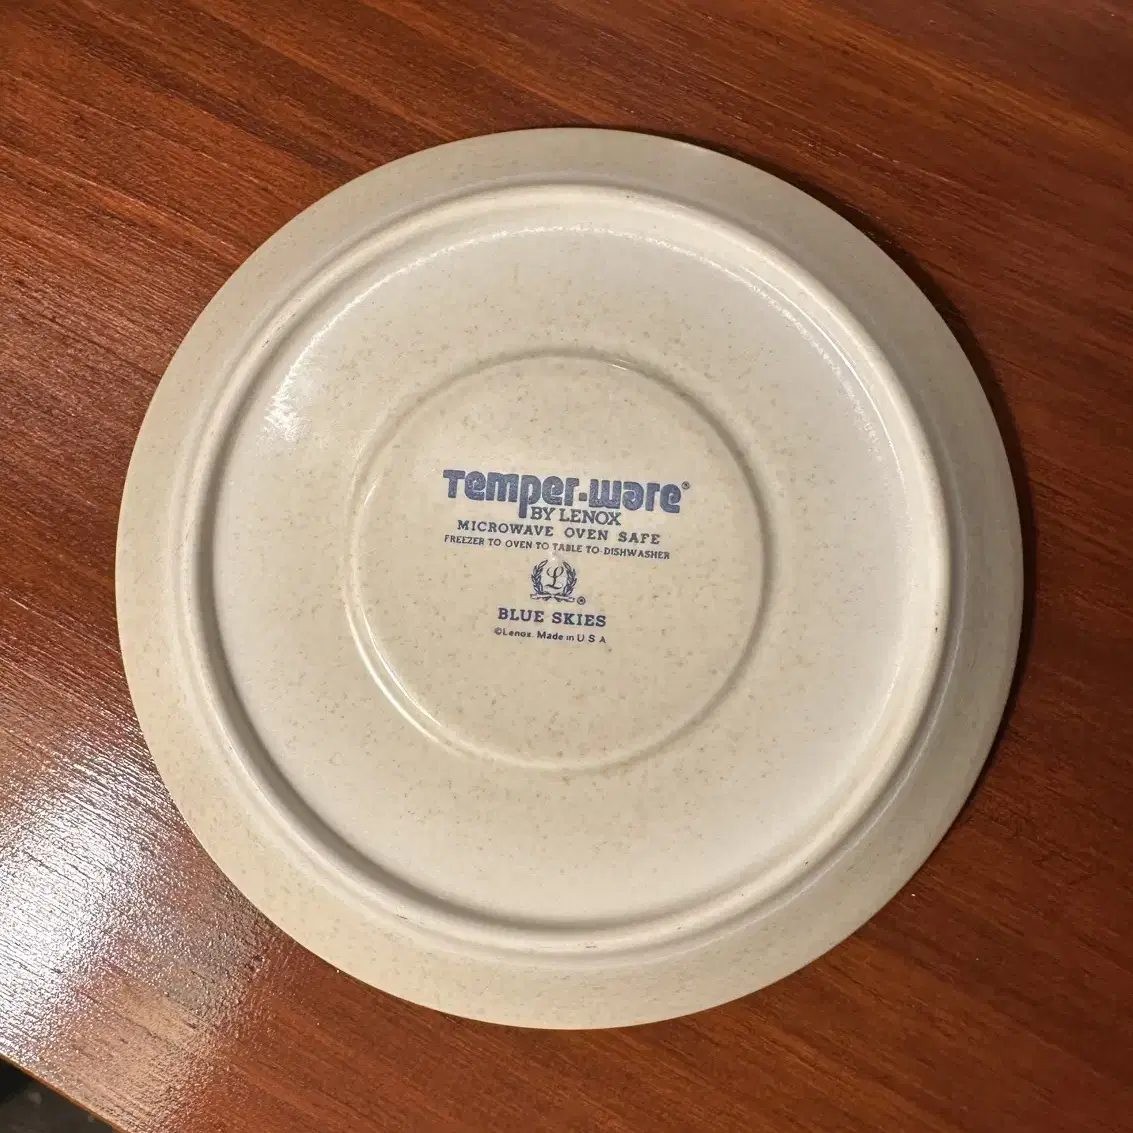 Temper-ware®
BY LENOX
MICROWAVE OVEN SAFE
FREEZER TO OVEN TO TABLE TO DISHWASHER
L
®
BLUE SKIES
©Lenox. Made in U S A